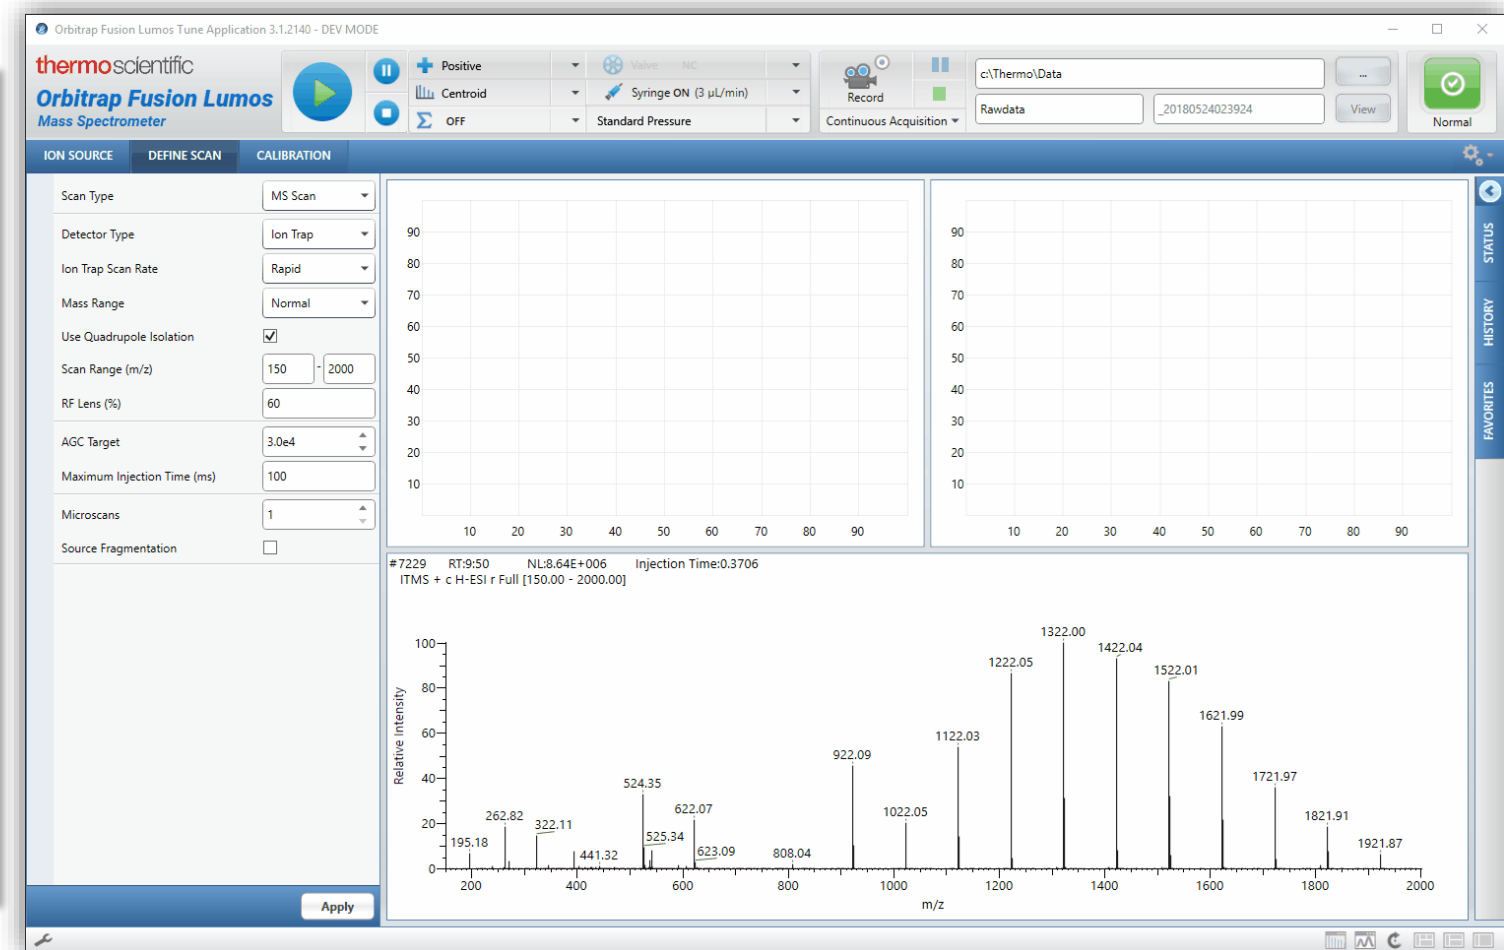 Orbitrap Fusion Lumos Tune Application 3.1.2140 - DEV MODE
thermo scientific
Orbitrap Fusion Lumos
Mass Spectrometer
Positive
Centroid
OFF
Valve NC
Syringe ON (3 µL/min)
Standard Pressure
Record
Continuous Acquisition
c:\Thermo\Data
...
Rawdata
_20180524023924
View
Normal
ION SOURCE DEFINE SCAN CALIBRATION
Scan Type MS Scan
Detector Type Ion Trap
Ion Trap Scan Rate Rapid
Mass Range Normal
Use Quadrupole Isolation
Scan Range (m/z) 150 - 2000
RF Lens (%) 60
AGC Target 3.0e4
Maximum Injection Time (ms) 100
Microscans 1
Source Fragmentation
Apply
90
80
70
60
50
40
30
20
10
10 20 30 40 50 60 70 80 90
90
80
70
60
50
40
30
20
10
10 20 30 40 50 60 70 80 90
STATUS
HISTORY
FAVORITES
#7229 RT:9:50 NL:8.64E+006 Injection Time:0.3706
ITMS + c H-ESI r Full [150.00 - 2000.00]
Relative Intensity
100
80
60
40
20
0
195.18
262.82
322.11
441.32
524.35
525.34
622.07
623.09
808.04
922.09
1022.05
1122.03
1222.05
1322.00
1422.04
1522.01
1621.99
1721.97
1821.91
1921.87
200 400 600 800 1000 1200 1400 1600 1800 2000
m/z